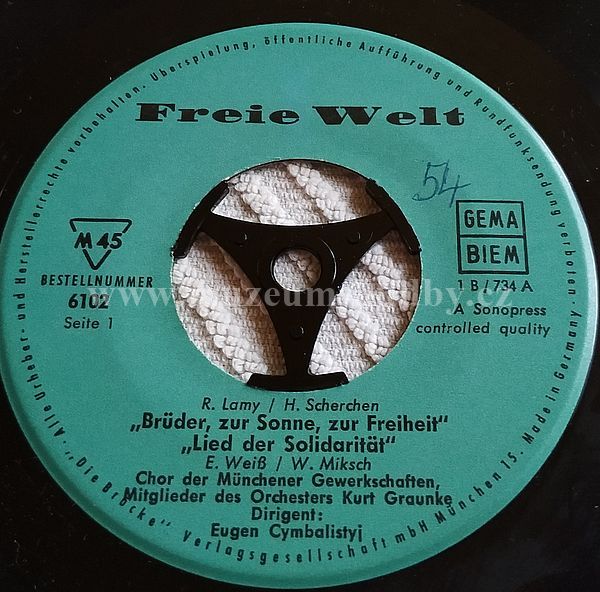 Alle Urheber- und Herstellerrechte vorbehalten. Überspielung, öffentliche Aufführung und Rundfunksendung verboten.
Freie Welt
54
M 45
BESTELLNUMMER
6102
Seite 1
GEMA
BIEM
1 B / 734 A
A Sonopress
controlled quality
R. Lamy / H. Scherchen
„Brüder, zur Sonne, zur Freiheit"
„Lied der Solidarität"
E. Weiß / W. Miksch
Chor der Münchener Gewerkschaften,
Mitglieder des Orchesters Kurt Graunke
Dirigent:
Eugen Cymbalistyj
„Die Brücke" Verlagsgesellschaft mbH München 15. Made in Germany